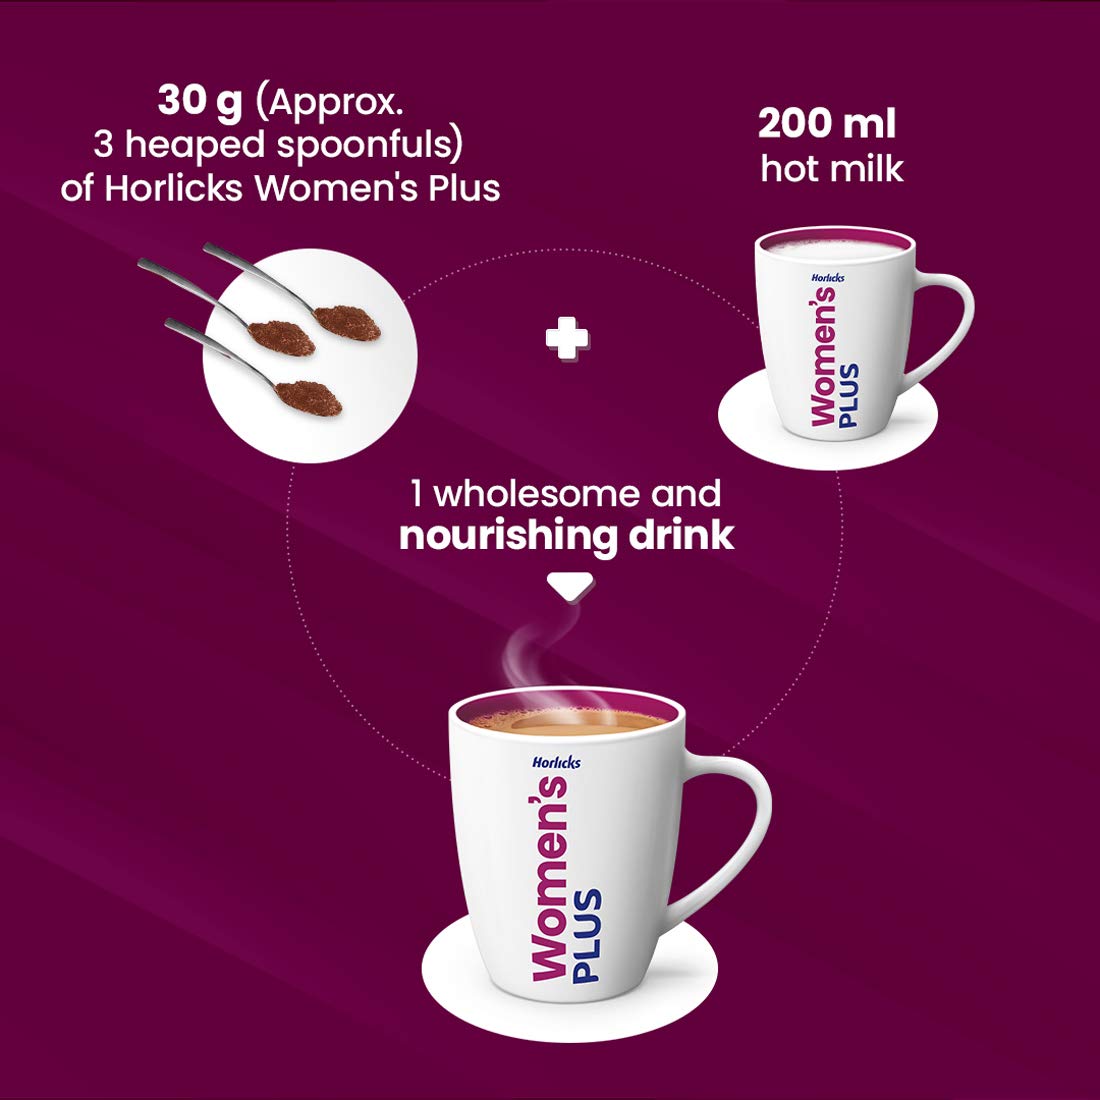 30 g (Approx.
3 heaped spoonfuls)
of Horlicks Women's Plus
200 ml
hot milk
Horlicks
Women's
PLUS
1 wholesome and
nourishing drink
Horlicks
Women's
PLUS